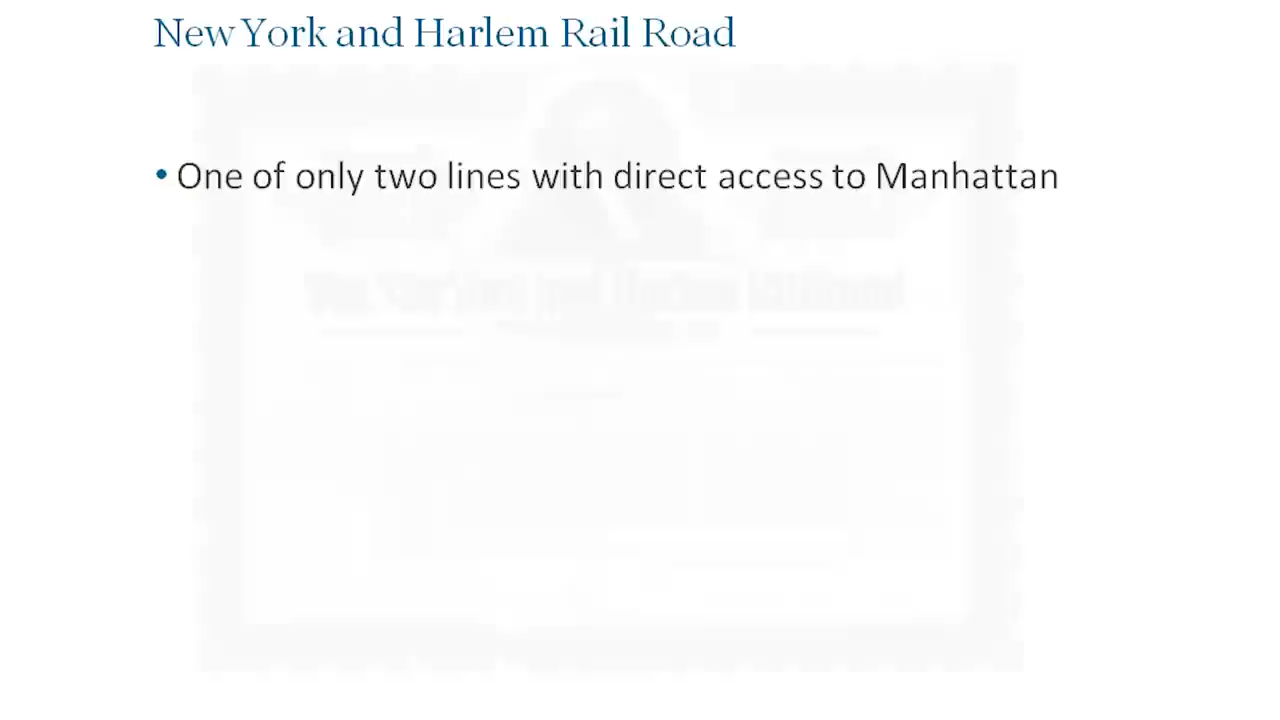 New York and Harlem Rail Road
• One of only two lines with direct access to Manhattan